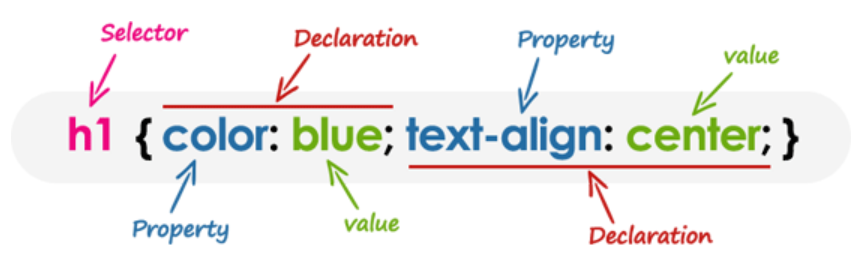 Selector
Declaration
Property
value
h1 { color: blue; text-align: center; }
Property
value
Declaration